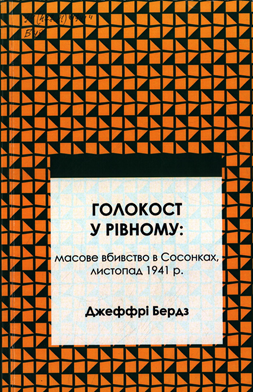 ГОЛОКОСТ
У РІВНОМУ:
масове вбивство в Сосонках,
листопад 1941 р.
Джеффрі Бердз